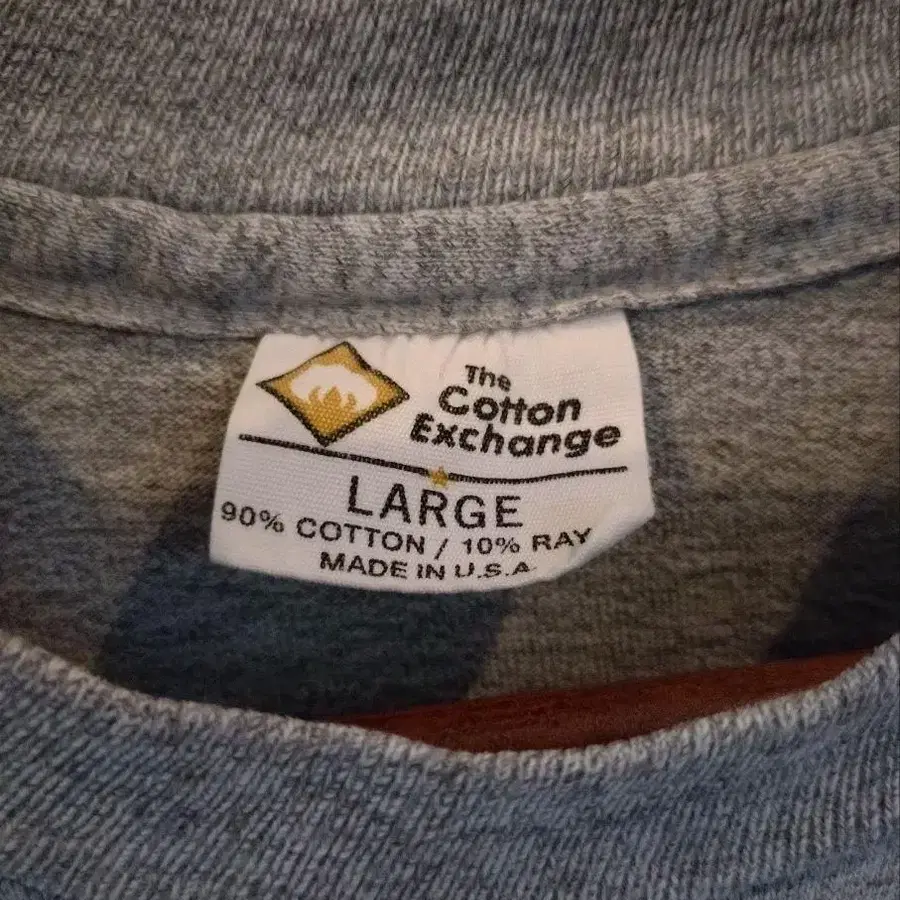 The
Cotton
Exchange
LARGE
90% COTTON / 10% RAY
MADE IN U.S.A.